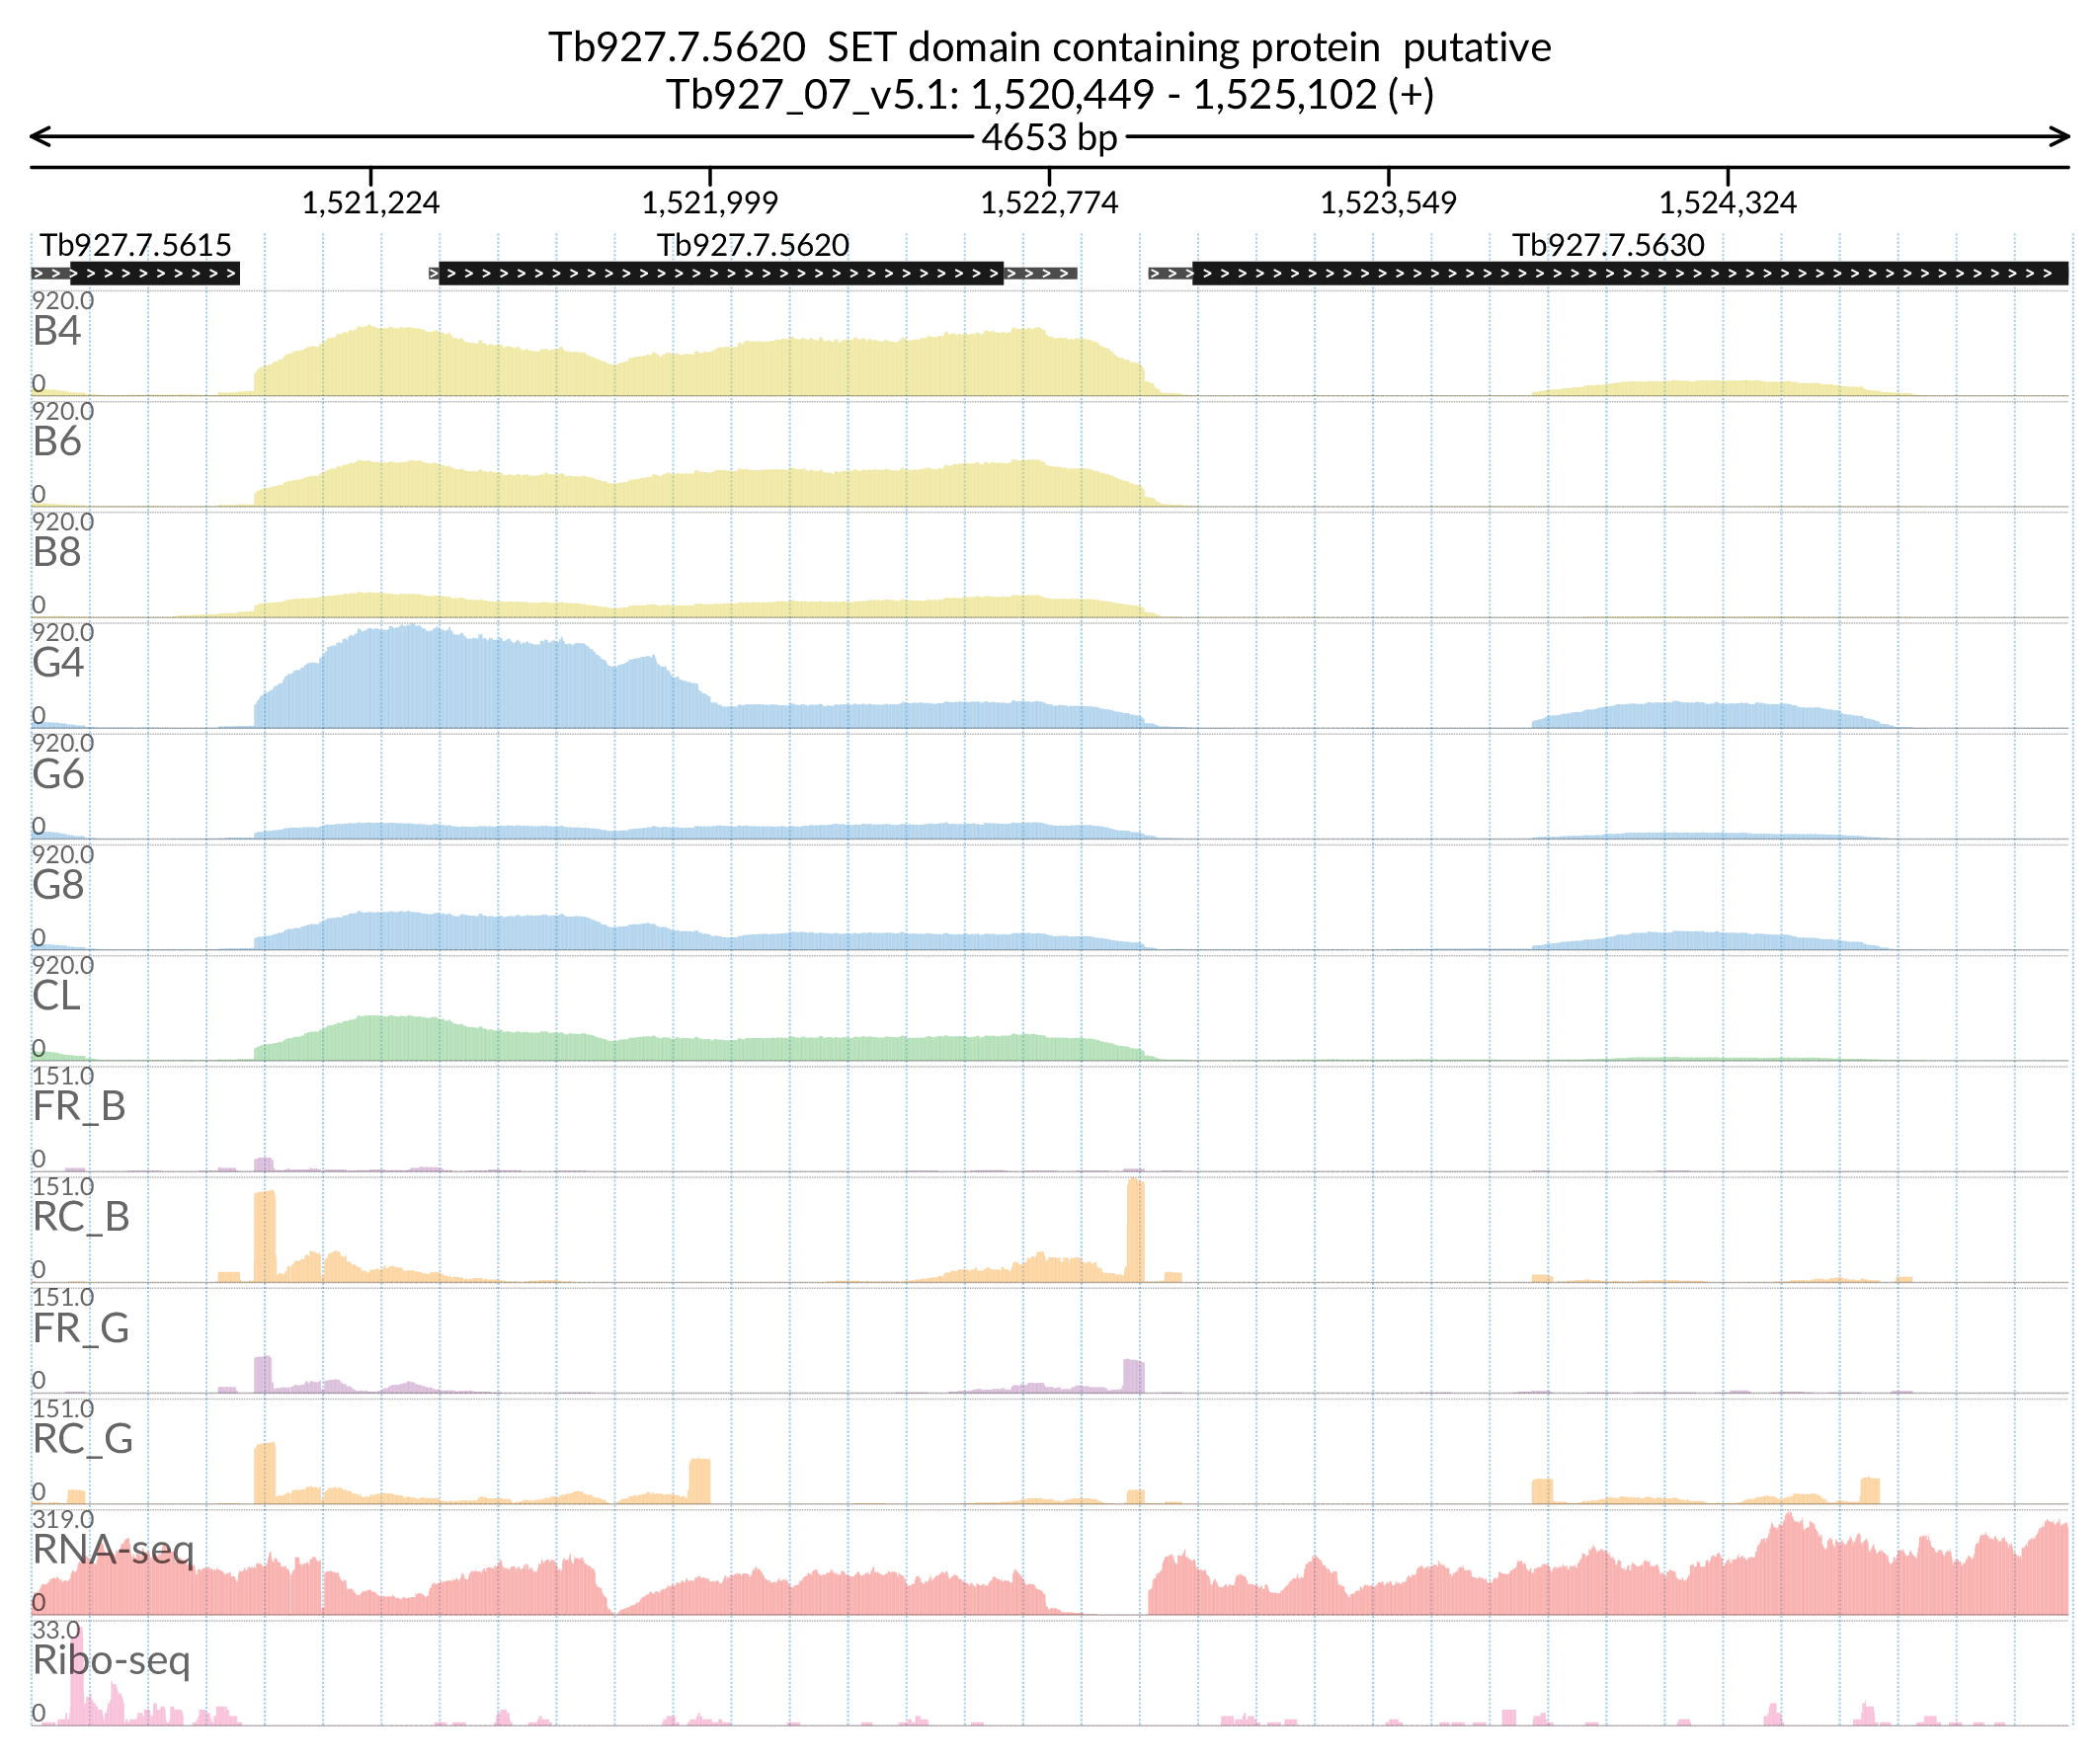 Tb927.7.5620 SET domain containing protein putative
Tb927_07_v5.1: 1,520,449 - 1,525,102 (+)
4653 bp
1,521,224 1,521,999 1,522,774 1,523,549 1,524,324
Tb927.7.5615 Tb927.7.5620 Tb927.7.5630
920.0
B4
0
920.0
B6
0
920.0
B8
0
920.0
G4
0
920.0
G6
0
920.0
G8
0
920.0
CL
0
151.0
FR_B
0
151.0
RC_B
0
151.0
FR_G
0
151.0
RC_G
0
319.0
RNA-seq
0
33.0
Ribo-seq
0